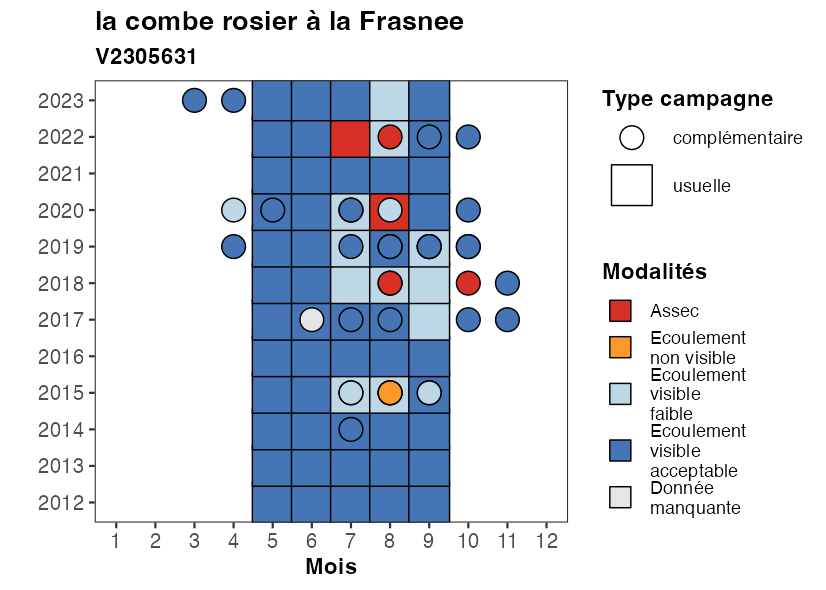 la combe rosier à la Frasnee
V2305631
2023
2022
2021
2020
2019
2018
2017
2016
2015
2014
2013
2012
1 2 3 4 5 6 7 8 9 10 11 12
Mois
Type campagne
complémentaire
usuelle
Modalités
Assec
Ecoulement
non visible
Ecoulement
visible
faible
Ecoulement
visible
acceptable
Donnée
manquante